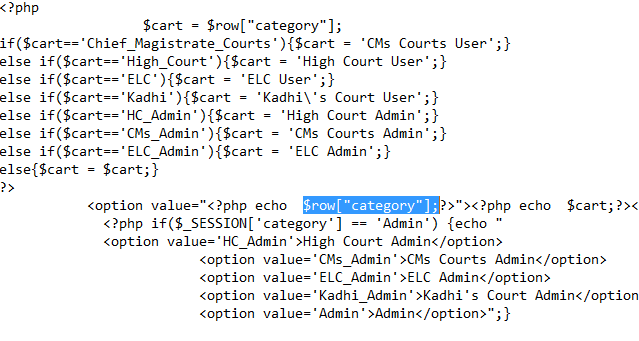 <?php
$cart = $row["category"];
if($cart=='Chief_Magistrate_Courts'){$cart = 'CMs Courts User';}
else if($cart=='High_Court'){$cart = 'High Court User';}
else if($cart=='ELC'){$cart = 'ELC User';}
else if($cart=='Kadhi'){$cart = 'Kadhi\'s Court User';}
else if($cart=='HC_Admin'){$cart = 'High Court Admin';}
else if($cart=='CMs_Admin'){$cart = 'CMs Courts Admin';}
else if($cart=='ELC_Admin'){$cart = 'ELC Admin';}
else{$cart = $cart;}
?>
<option value="<?php echo  $row["category"];?>"><?php echo  $cart;?><
<?php if($_SESSION['category'] == 'Admin') {echo "
<option value='HC_Admin'>High Court Admin</option>
<option value='CMs_Admin'>CMs Courts Admin</option>
<option value='ELC_Admin'>ELC Admin</option>
<option value='Kadhi_Admin'>Kadhi's Court Admin</option
<option value='Admin'>Admin</option>";}